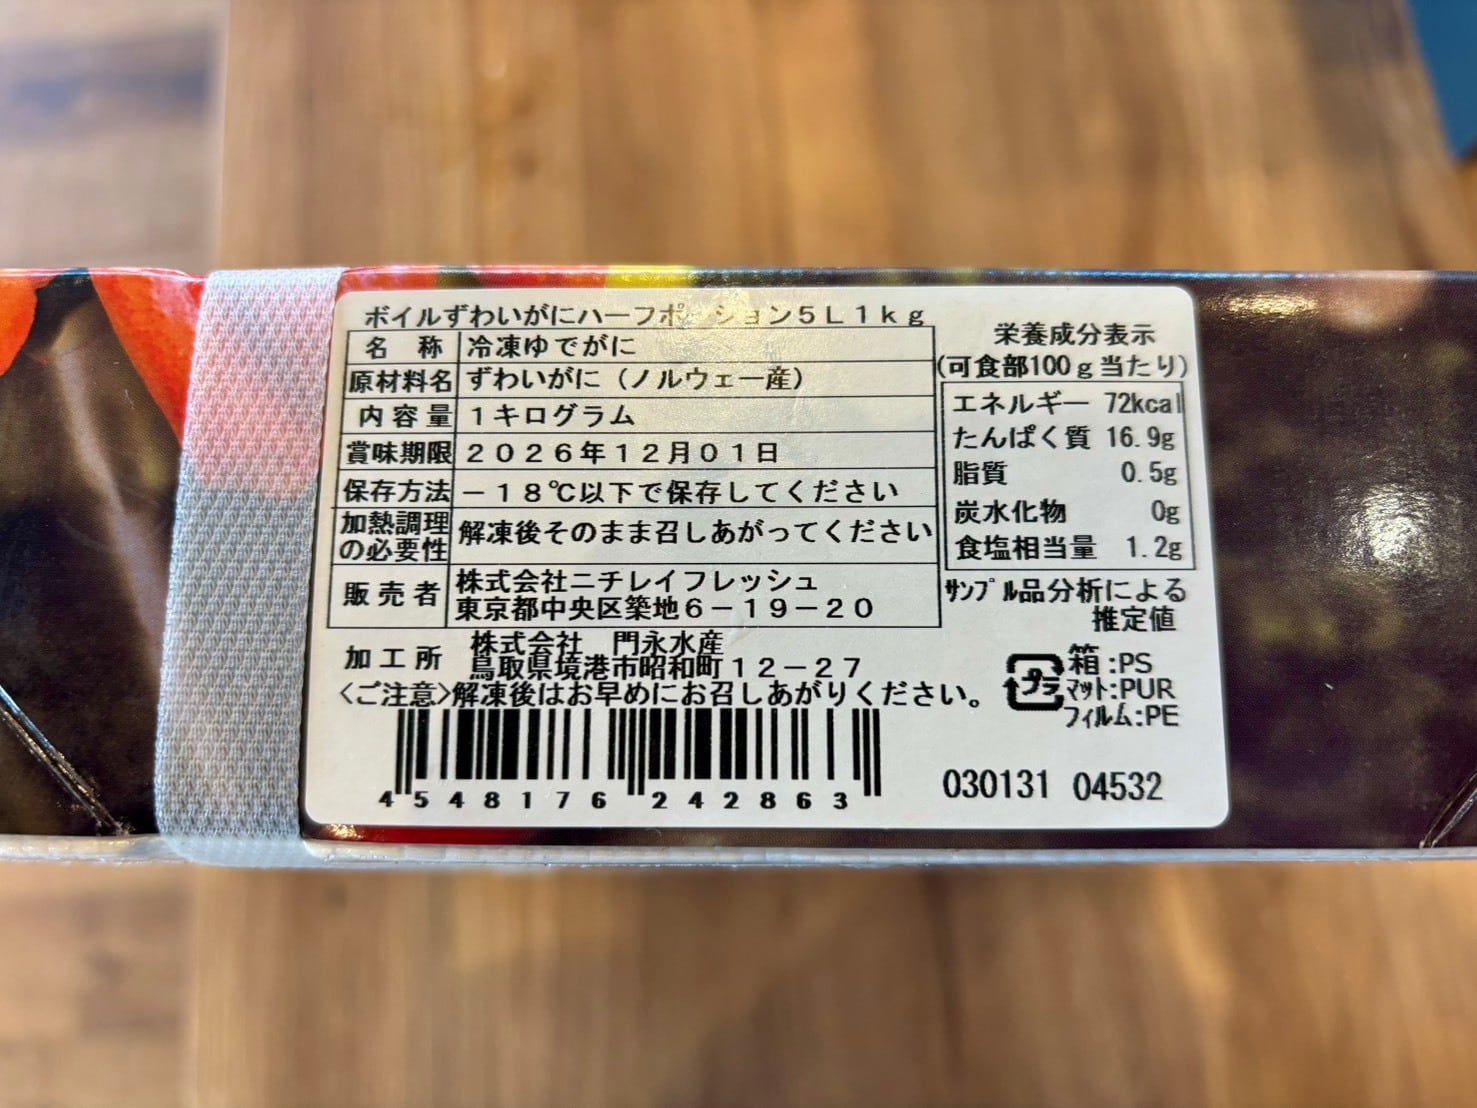 ボイルずわいがにハーフポーション5L1kg
名称 冷凍ゆでがに
原材料名 ずわいがに(ノルウェー産)
内容量 1キログラム
賞味期限 2026年12月01日
保存方法 −18℃以下で保存してください
加熱調理の必要性 解凍後そのまま召しあがってください
販売者 株式会社ニチレイフレッシュ
東京都中央区築地6−19−20
加工所 株式会社 門永水産
鳥取県境港市昭和町12−27
<ご注意>解凍後はお早めにお召しあがりください。
4548176242863
栄養成分表示
(可食部100g当たり)
エネルギー 72kcal
たんぱく質 16.9g
脂質 0.5g
炭水化物 0g
食塩相当量 1.2g
サンプル品分析による
推定値
プラ
箱:PS
マット:PUR
フィルム:PE
030131 04532